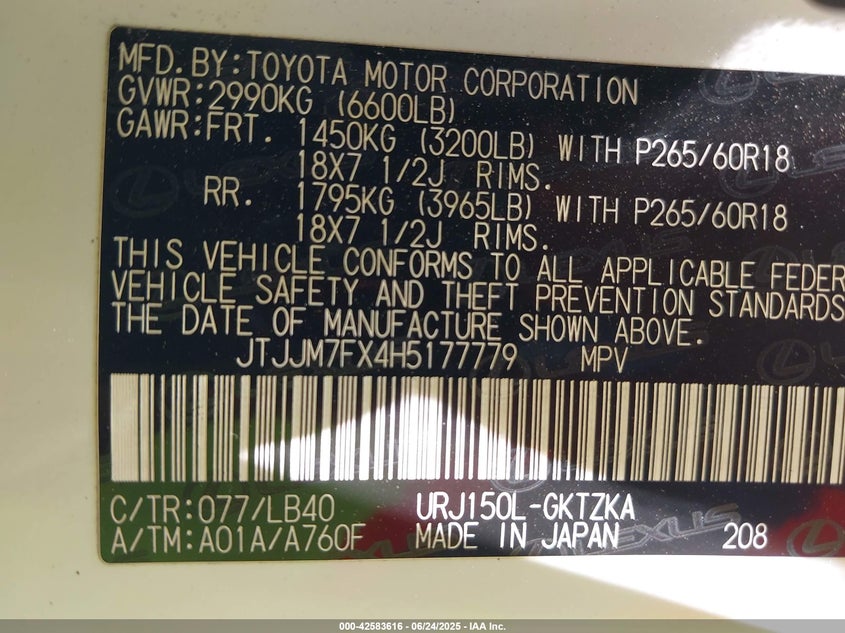 MFD. BY: TOYOTA MOTOR CORPORATION
GVWR: 2990KG (6600LB)
GAWR: FRT. 1450KG (3200LB) WITH P265/60R18
18X7 1/2J RIMS.
RR. 1795KG (3965LB) WITH P265/60R18
18X7 1/2J RIMS.
THIS VEHICLE CONFORMS TO ALL APPLICABLE FEDER
VEHICLE SAFETY AND THEFT PREVENTION STANDARDS
THE DATE OF MANUFACTURE SHOWN ABOVE.
JTJJM7FX4H5177779 MPV
C/TR: 077/LB40 URJ150L-GKTZKA
A/TM: A01A/A760F MADE IN JAPAN 208
LEXUS
000-42583616 - 06/24/2025 - IAA Inc.